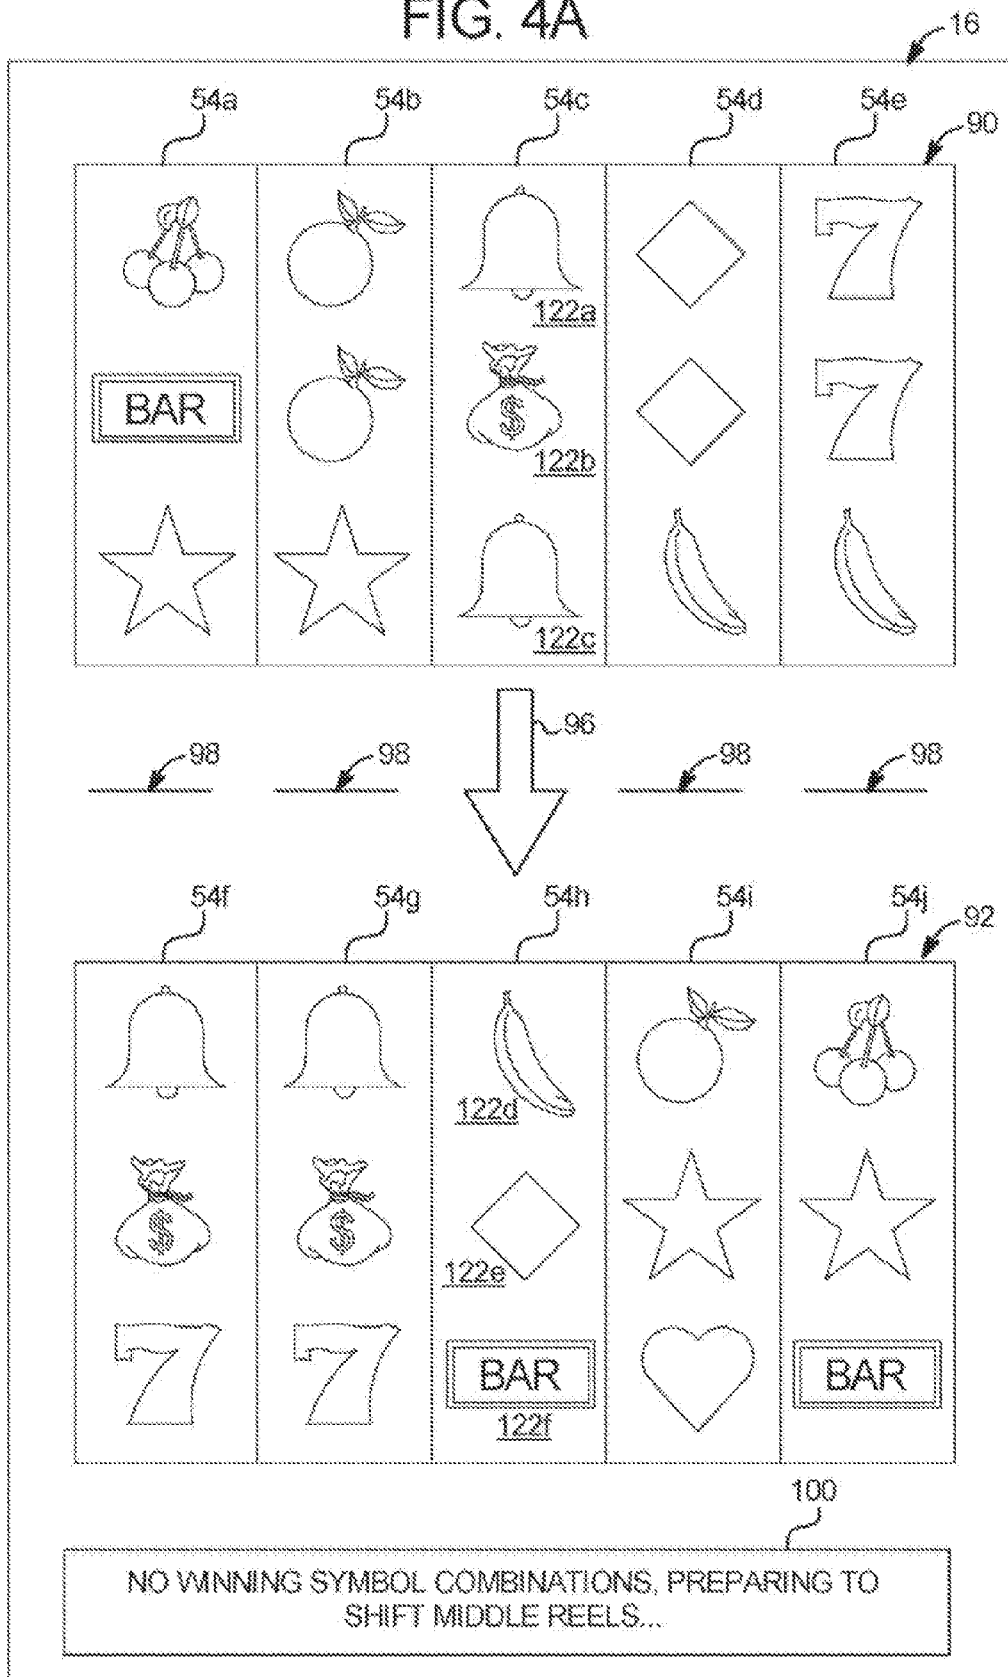 FIG. 4A
16
54a 54b 54c 54d 54e
90
122a
$
BAR
122b
122c
96
98 98 98 98
54f 54g 54h 54i 54j
92
122d
$ $
122e
7 7 BAR BAR
122f
100
NO WINNING SYMBOL COMBINATIONS, PREPARING TO
SHIFT MIDDLE REELS...